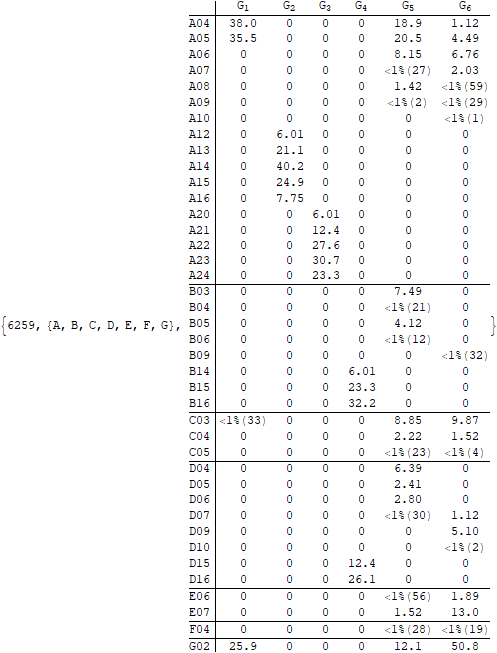 G₁ G₂ G₃ G₄ G₅ G₆
A04 38.0 0 0 0 18.9 1.12
A05 35.5 0 0 0 20.5 4.49
A06 0 0 0 0 8.15 6.76
A07 0 0 0 0 <1%(27) 2.03
A08 0 0 0 0 1.42 <1%(59)
A09 0 0 0 0 <1%(2) <1%(29)
A10 0 0 0 0 0 <1%(1)
A12 0 6.01 0 0 0 0
A13 0 21.1 0 0 0 0
A14 0 40.2 0 0 0 0
A15 0 24.9 0 0 0 0
A16 0 7.75 0 0 0 0
A20 0 0 6.01 0 0 0
A21 0 0 12.4 0 0 0
A22 0 0 27.6 0 0 0
A23 0 0 30.7 0 0 0
A24 0 0 23.3 0 0 0
B03 0 0 0 0 7.49 0
B04 0 0 0 0 <1%(21) 0
{6259, {A, B, C, D, E, F, G}, B05 0 0 0 0 4.12 0 }
B06 0 0 0 0 <1%(12) 0
B09 0 0 0 0 0 <1%(32)
B14 0 0 0 6.01 0 0
B15 0 0 0 23.3 0 0
B16 0 0 0 32.2 0 0
C03 <1%(33) 0 0 0 8.85 9.87
C04 0 0 0 0 2.22 1.52
C05 0 0 0 0 <1%(23) <1%(4)
D04 0 0 0 0 6.39 0
D05 0 0 0 0 2.41 0
D06 0 0 0 0 2.80 0
D07 0 0 0 0 <1%(30) 1.12
D09 0 0 0 0 0 5.10
D10 0 0 0 0 0 <1%(2)
D15 0 0 0 12.4 0 0
D16 0 0 0 26.1 0 0
E06 0 0 0 0 <1%(56) 1.89
E07 0 0 0 0 1.52 13.0
F04 0 0 0 0 <1%(28) <1%(19)
G02 25.9 0 0 0 12.1 50.8